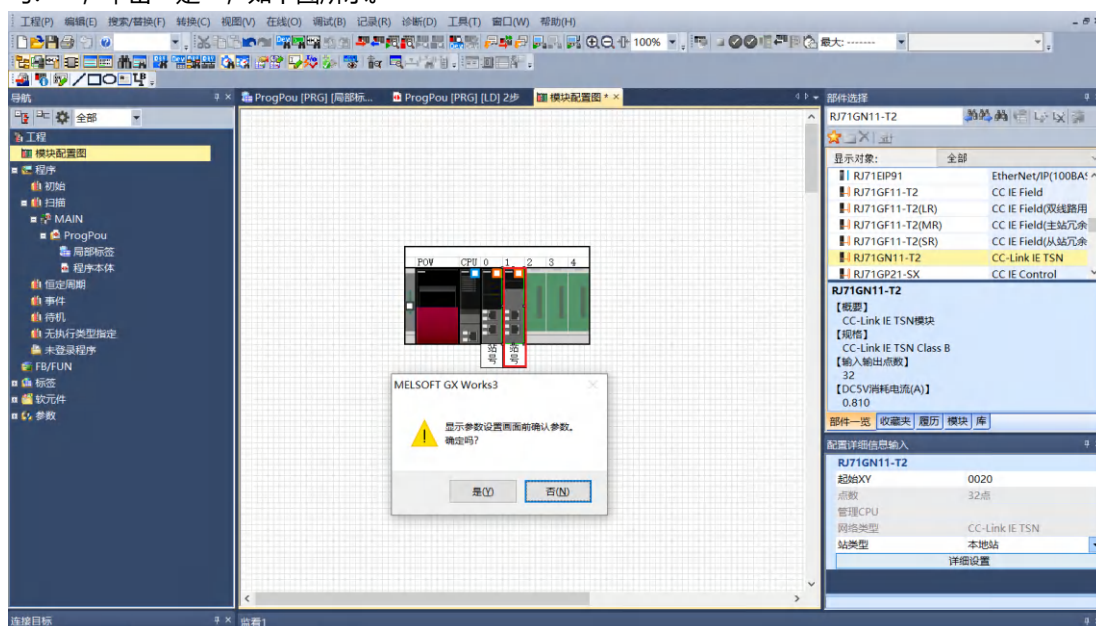 工程(P) 编辑(E) 搜索/替换(F) 转换(C) 视图(V) 在线(O) 调试(B) 记录(R) 诊断(D) 工具(T) 窗口(W) 帮助(H)
100%
最大: -------
导航
ProgPou [PRG] [局部标...
ProgPou [PRG] [LD] 2步
模块配置图 *
部件选择
全部
RJ71GN11-T2
工程
模块配置图
程序
初始
扫描
MAIN
ProgPou
局部标签
程序本体
恒定周期
事件
待机
无执行类型指定
未登录程序
FB/FUN
标签
软元件
参数
POW CPU 0 1 2 3 4
站号
站号
MELSOFT GX Works3
显示参数设置画面前确认参数。
确定吗?
是(Y)
否(N)
显示对象: 全部
RJ71EIP91 EtherNet/IP(100BAS
RJ71GF11-T2 CC IE Field
RJ71GF11-T2(LR) CC IE Field(双线路用
RJ71GF11-T2(MR) CC IE Field(主站冗余
RJ71GF11-T2(SR) CC IE Field(从站冗余
RJ71GN11-T2 CC-Link IE TSN
RJ71GP21-SX CC IE Control
RJ71GN11-T2
【概要】
CC-Link IE TSN模块
【规格】
CC-Link IE TSN Class B
【输入输出点数】
32
【DC5V消耗电流(A)】
0.810
部件一览 收藏夹 履历 模块 库
配置详细信息输入
RJ71GN11-T2
起始XY 0020
点数 32点
管理CPU
网络类型 CC-Link IE TSN
站类型 本地站
详细设置
连接目标
监看1